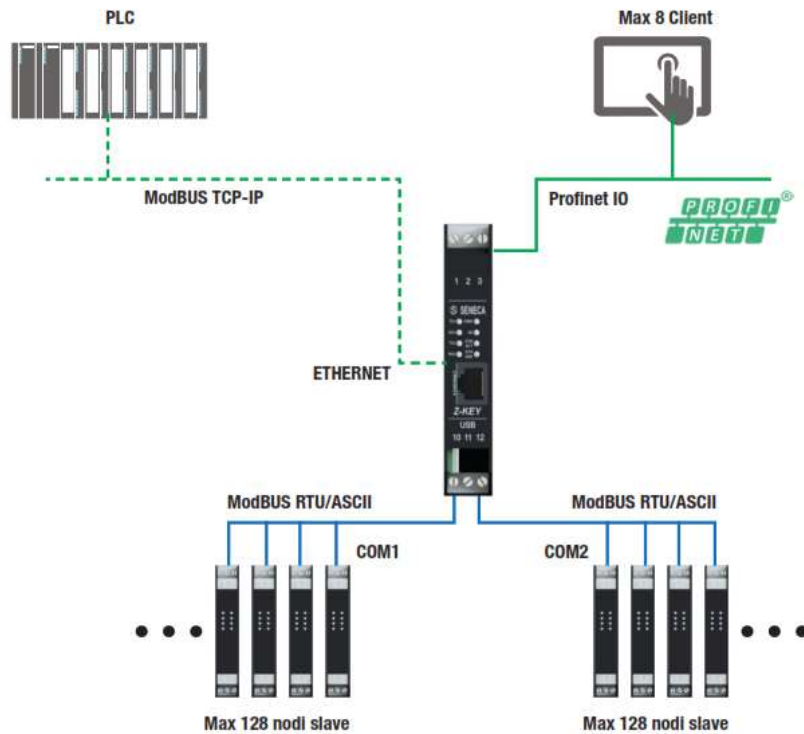 PLC
Max 8 Client
ModBUS TCP-IP
Profinet IO
PROFI
NET
®
1 2 3
SENECA
ETHERNET
Z-KEY
USB
10 11 12
ModBUS RTU/ASCII
ModBUS RTU/ASCII
COM1
COM2
Max 128 nodi slave
Max 128 nodi slave